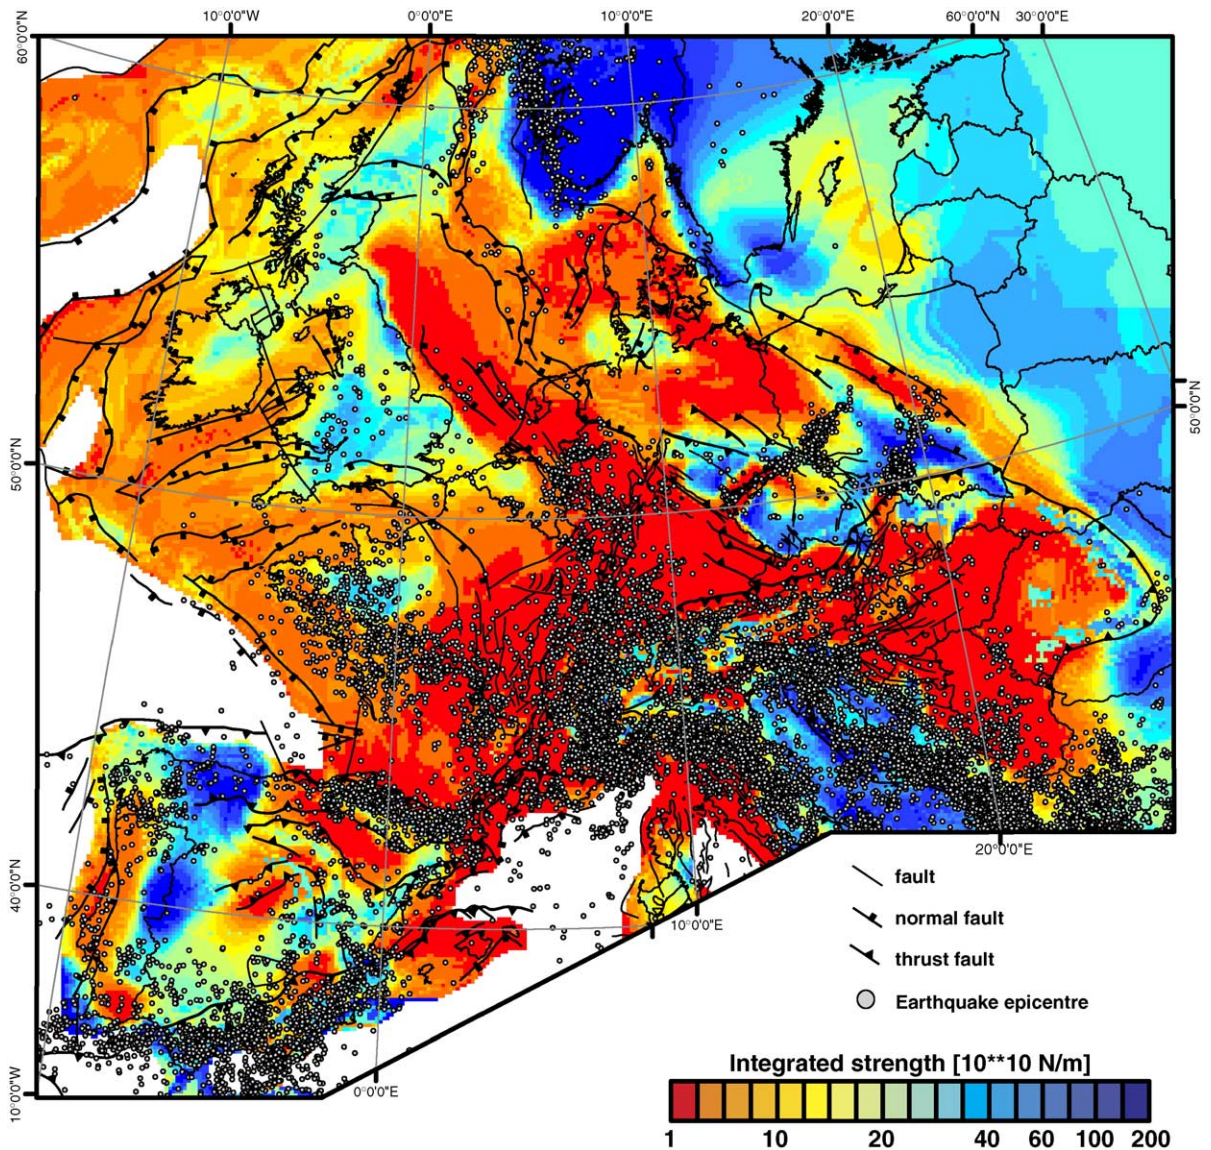 10°0'0"W 0°0'0"E 10°0'0"E 20°0'0"E 60°0'0"N 30°0'0"E
60°0'0"N
50°0'0"N
50°0'0"N
40°0'0"N
20°0'0"E
fault
10°0'0"E
normal fault
thrust fault
Earthquake epicentre
Integrated strength [10**10 N/m]
0°0'0"E
10°0'0"W
1 10 20 40 60 100 200